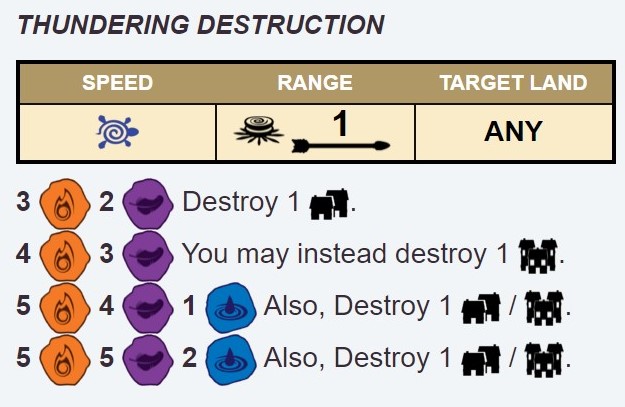 THUNDERING DESTRUCTION
SPEED RANGE TARGET LAND
1 ANY
3 2 Destroy 1 .
4 3 You may instead destroy 1 .
5 4 1 Also, Destroy 1 / .
5 5 2 Also, Destroy 1 / .